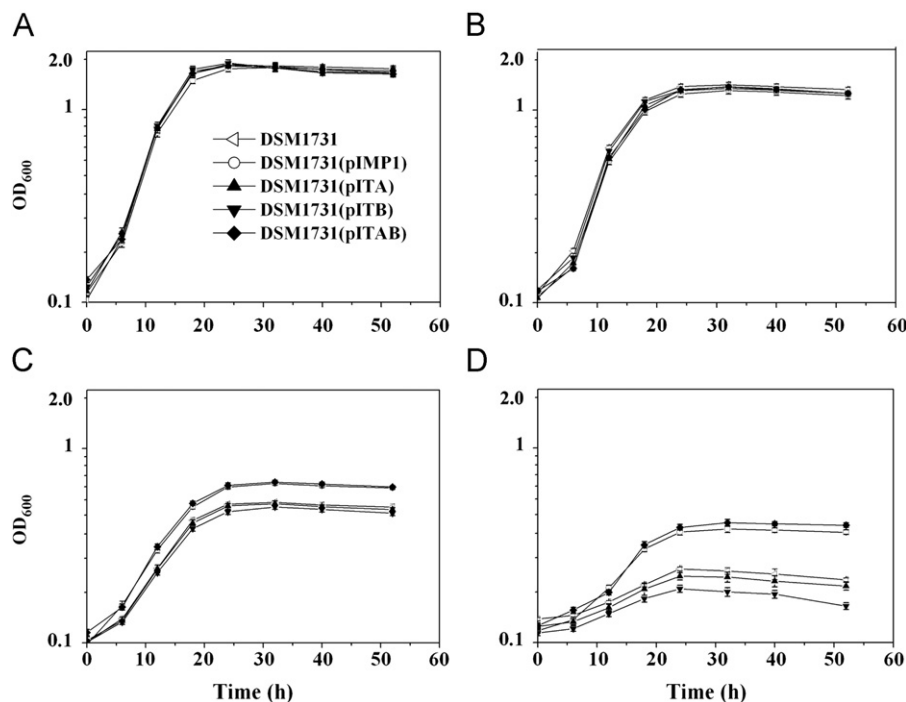 A
B
2.0
1
0.1
OD600
DSM1731
DSM1731(pIMP1)
DSM1731(pITA)
DSM1731(pITB)
DSM1731(pITAB)
0 10 20 30 40 50 60
2.0
1
0.1
0 10 20 30 40 50 60
C
D
2.0
1
0.1
OD600
0 10 20 30 40 50 60
Time (h)
2.0
1
0.1
0 10 20 30 40 50 60
Time (h)